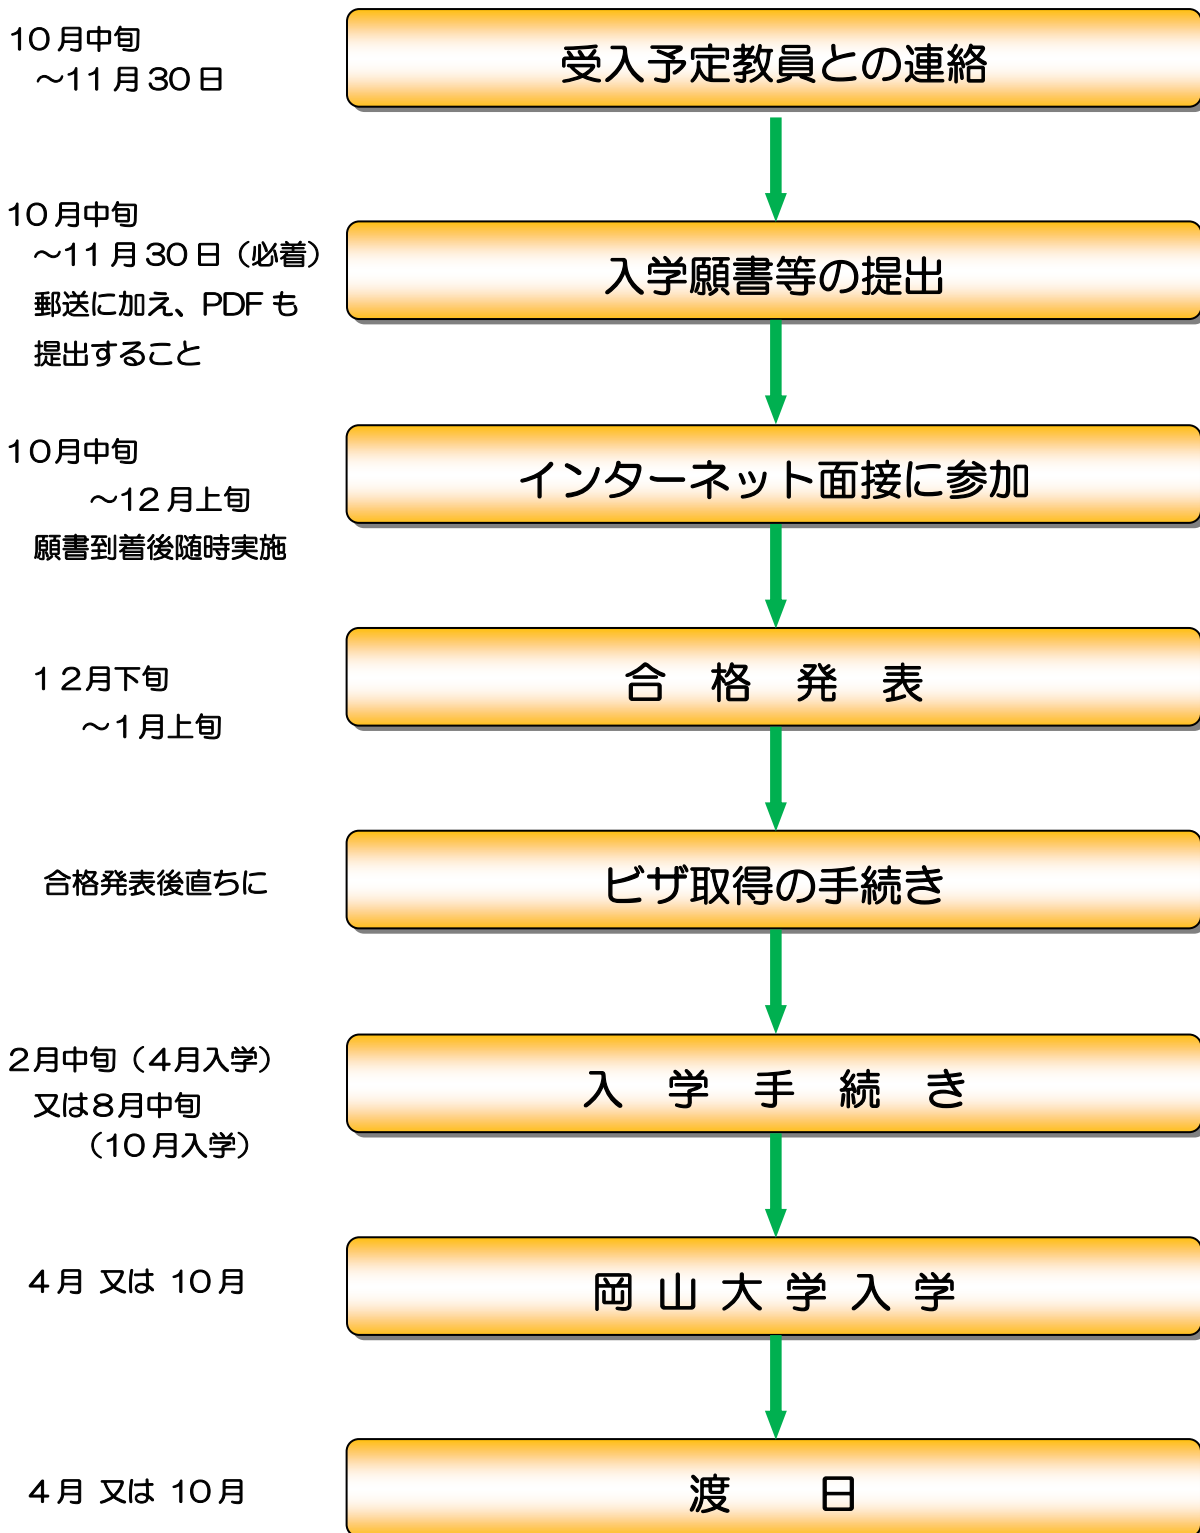 10月中旬
～11月30日
受入予定教員との連絡
10月中旬
～11月30日（必着）
郵送に加え、PDFも
提出すること
入学願書等の提出
10月中旬
～12月上旬
願書到着後随時実施
インターネット面接に参加
12月下旬
～1月上旬
合格発表
合格発表後直ちに
ビザ取得の手続き
2月中旬（4月入学）
又は8月中旬
（10月入学）
入学手続き
4月 又は 10月
岡山大学入学
4月 又は 10月
渡日